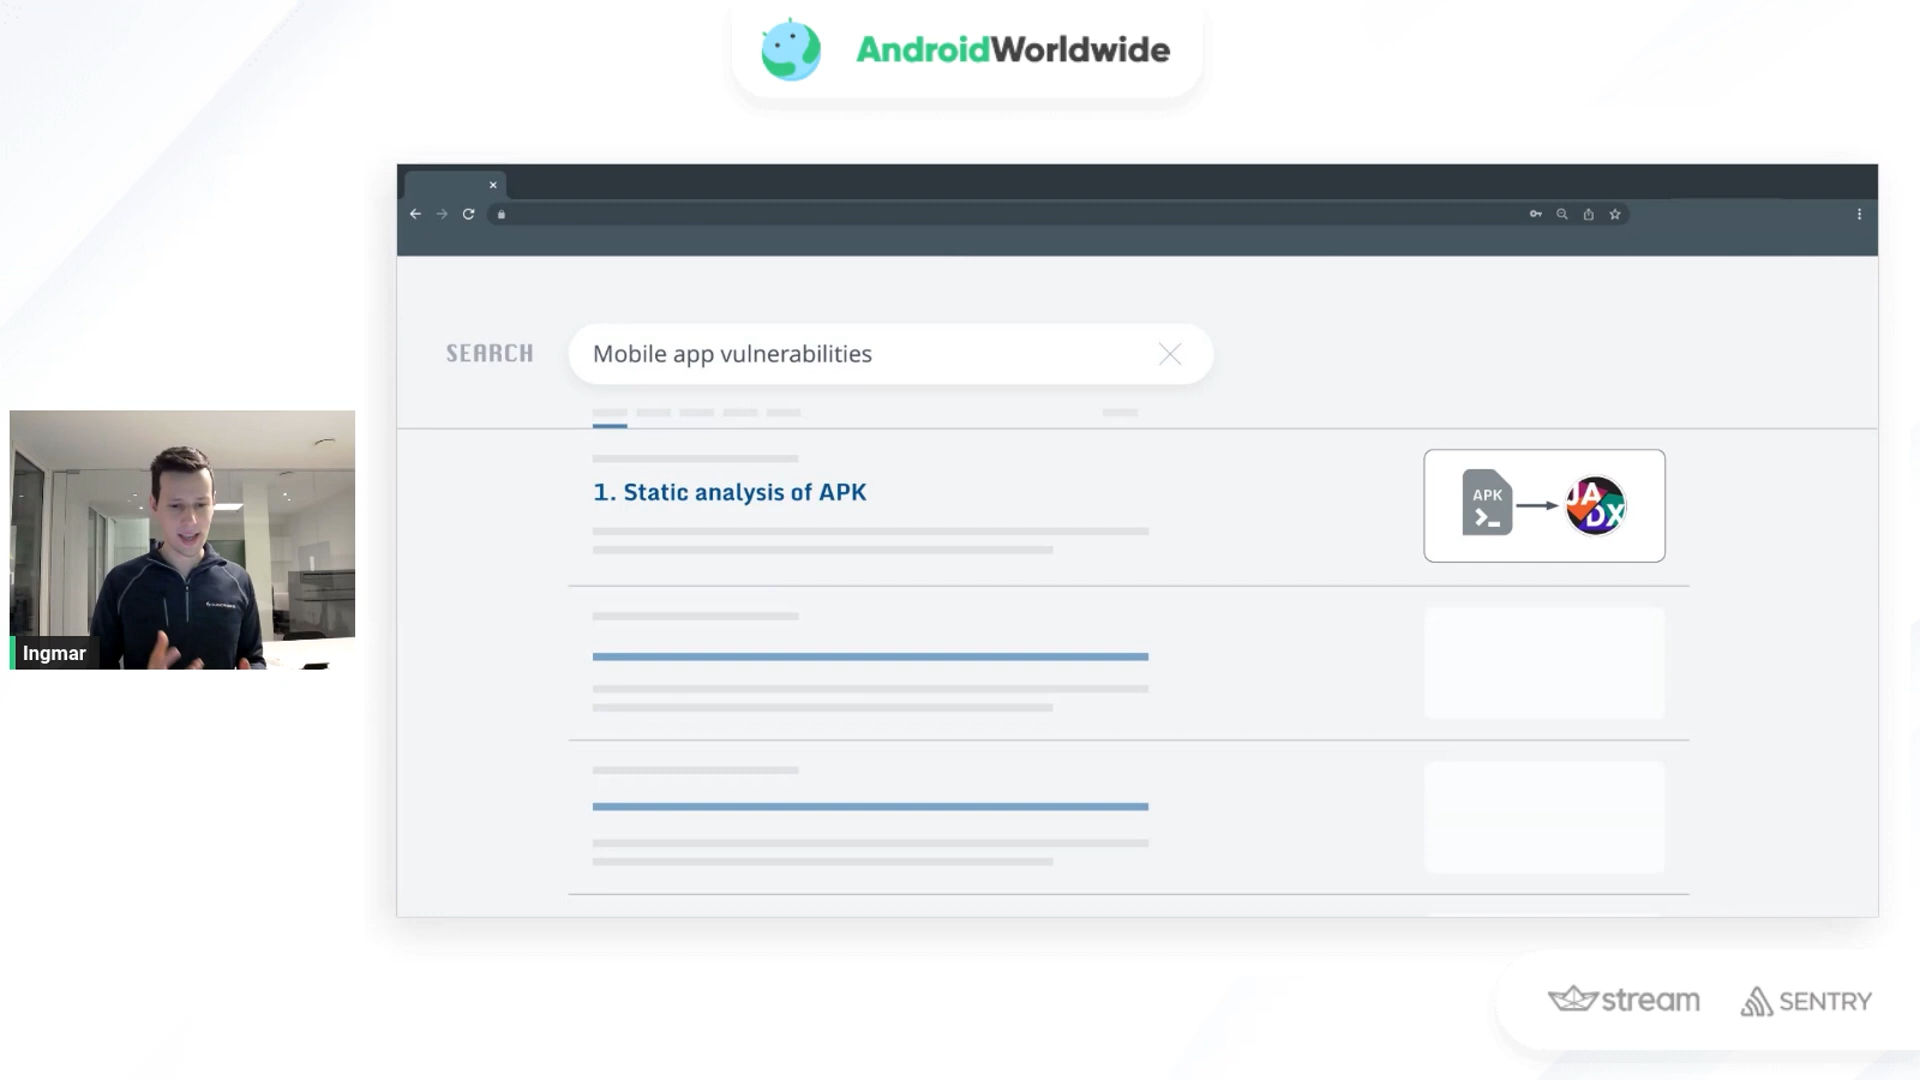 AndroidWorldwide
SEARCH
Mobile app vulnerabilities
1. Static analysis of APK
APK
JADX
Ingmar
stream
SENTRY